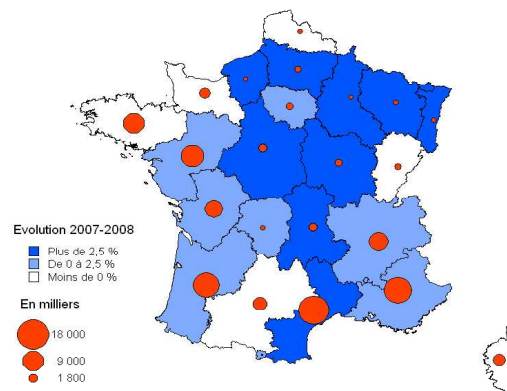 Evolution 2007-2008
Plus de 2,5 %
De 0 à 2,5 %
Moins de 0 %
En milliers
18 000
9 000
1 800